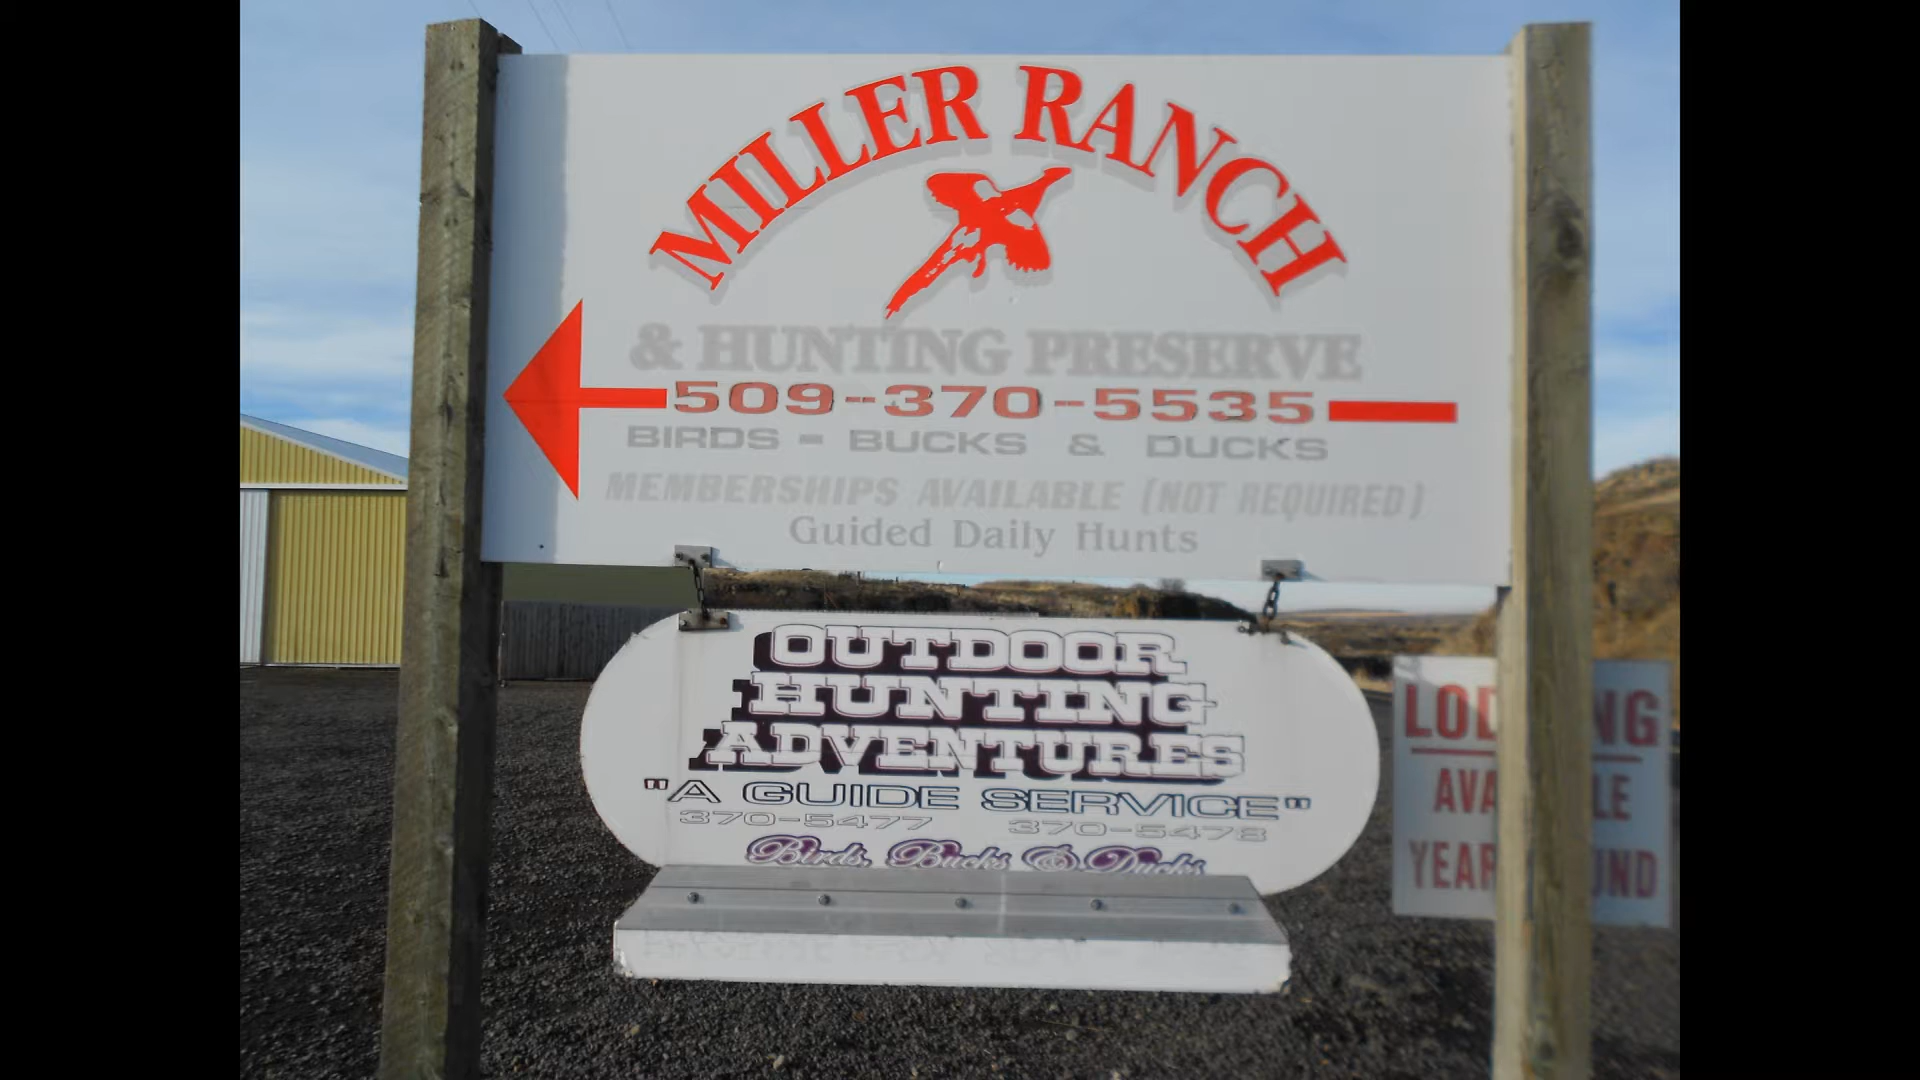 MILLER RANCH
& HUNTING PRESERVE
509-370-5535
BIRDS - BUCKS & DUCKS
MEMBERSHIPS AVAILABLE (NOT REQUIRED)
Guided Daily Hunts
OUTDOOR
HUNTING
ADVENTURES
"A GUIDE SERVICE"
370-5477 370-5478
Birds, Bucks & Ducks
LOD NG
AVA LE
YEAR UND